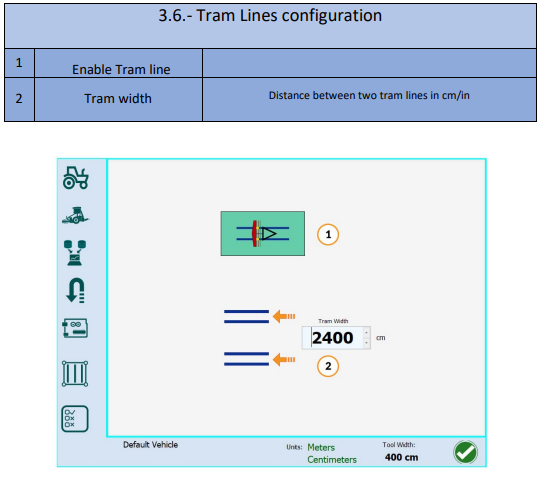 3.6.- Tram Lines configuration
1 Enable Tram line
2 Tram width Distance between two tram lines in cm/in
1
Tram Width
2400 cm
2
Default Vehicle Units: Meters Tool Width:
Centimeters 400 cm